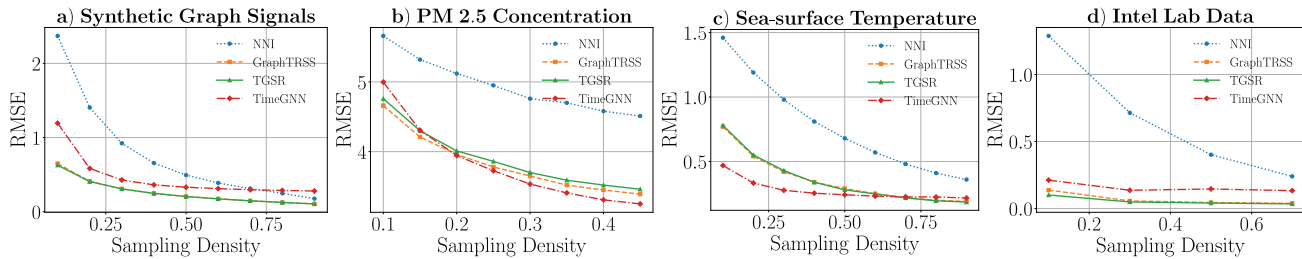 a) Synthetic Graph Signals
RMSE
2
1
0
0.25
0.50
0.75
Sampling Density
NNI
GraphTRSS
TGSR
TimeGNN
b) PM 2.5 Concentration
RMSE
5
4
0.1
0.2
0.3
0.4
Sampling Density
NNI
GraphTRSS
TGSR
TimeGNN
c) Sea-surface Temperature
RMSE
1.5
1.0
0.5
0.25
0.50
0.75
Sampling Density
NNI
GraphTRSS
TGSR
TimeGNN
d) Intel Lab Data
RMSE
1.0
0.5
0.0
0.2
0.4
0.6
Sampling Density
NNI
GraphTRSS
TGSR
TimeGNN